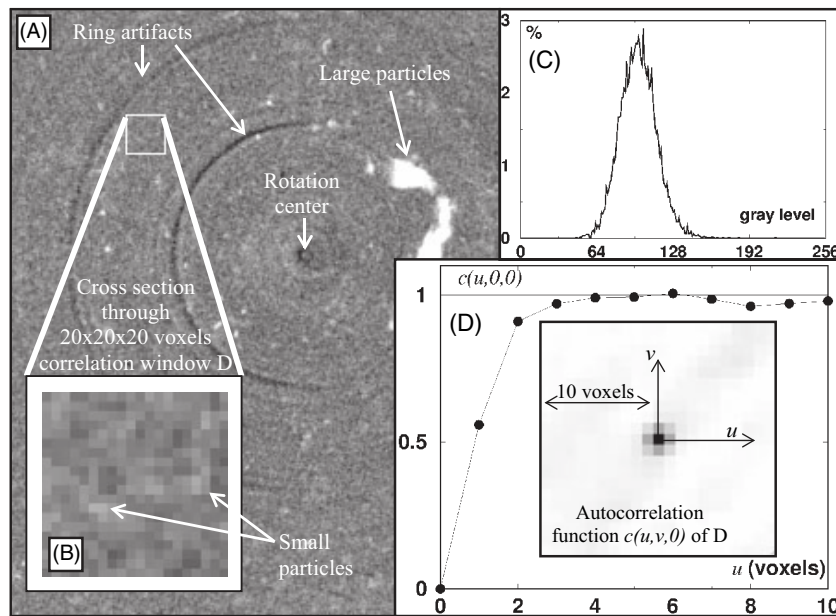 (A)
Ring artifacts
Large particles
Rotation
center
Cross section
through
20x20x20 voxels
correlation window D
(B)
Small
particles
3
%
(C)
2
1
gray level
0
0
64
128
192
256
c(u,0,0)
1
(D)
v
10 voxels
u
0.5
Autocorrelation
function c(u,v,0) of D
u (voxels)
0
0
2
4
6
8
10